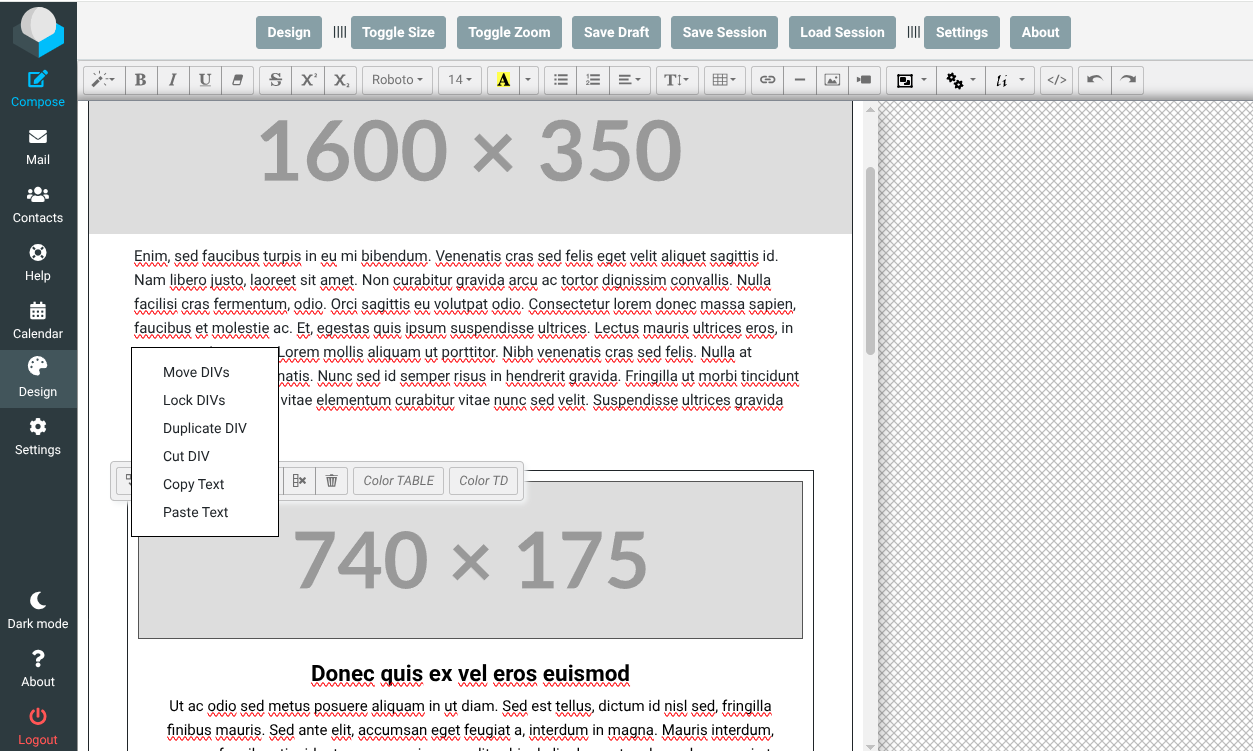 Design |||| Toggle Size Toggle Zoom Save Draft Save Session Load Session |||| Settings About
B I U S X² X₂ Roboto 14 A T </>
Compose
Mail
Contacts
Help
Calendar
Design
Settings
Dark mode
About
Logout
1600 × 350
Enim, sed faucibus turpis in eu mi bibendum. Venenatis cras sed felis eget velit aliquet sagittis id.
Nam libero justo, laoreet sit amet. Non curabitur gravida arcu ac tortor dignissim convallis. Nulla
facilisi cras fermentum, odio. Orci sagittis eu volutpat odio. Consectetur lorem donec massa sapien,
faucibus et molestie ac. Et, egestas quis ipsum suspendisse ultrices. Lectus mauris ultrices eros, in
Lorem mollis aliquam ut porttitor. Nibh venenatis cras sed felis. Nulla at
natis. Nunc sed id semper risus in hendrerit gravida. Fringilla ut morbi tincidunt
vitae elementum curabitur vitae nunc sed velit. Suspendisse ultrices gravida
Move DIVs
Lock DIVs
Duplicate DIV
Cut DIV
Copy Text
Paste Text
Color TABLE Color TD
740 × 175
Donec quis ex vel eros euismod
Ut ac odio sed metus posuere aliquam in ut diam. Sed est tellus, dictum id nisl sed, fringilla
finibus mauris. Sed ante elit, accumsan eget feugiat a, interdum in magna. Mauris interdum,